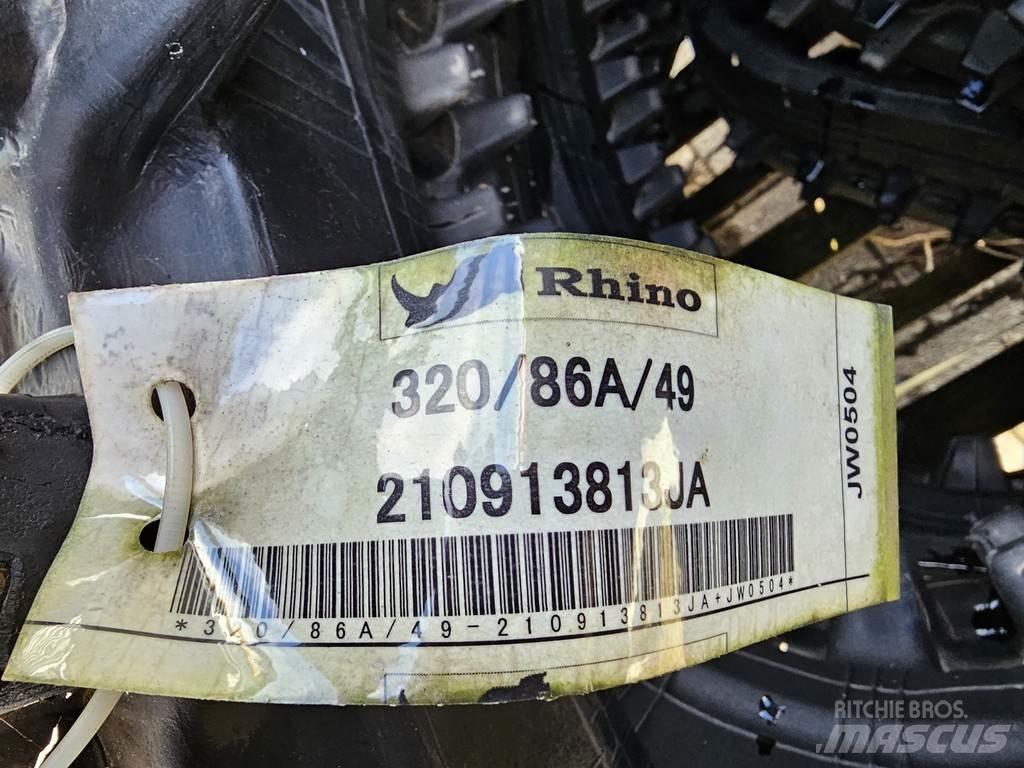 Rhino
320/86A/49
210913813JA
JW0504
*320/86A/49-210913813JA+JW0504*
RITCHIE BROS.
MASCUS